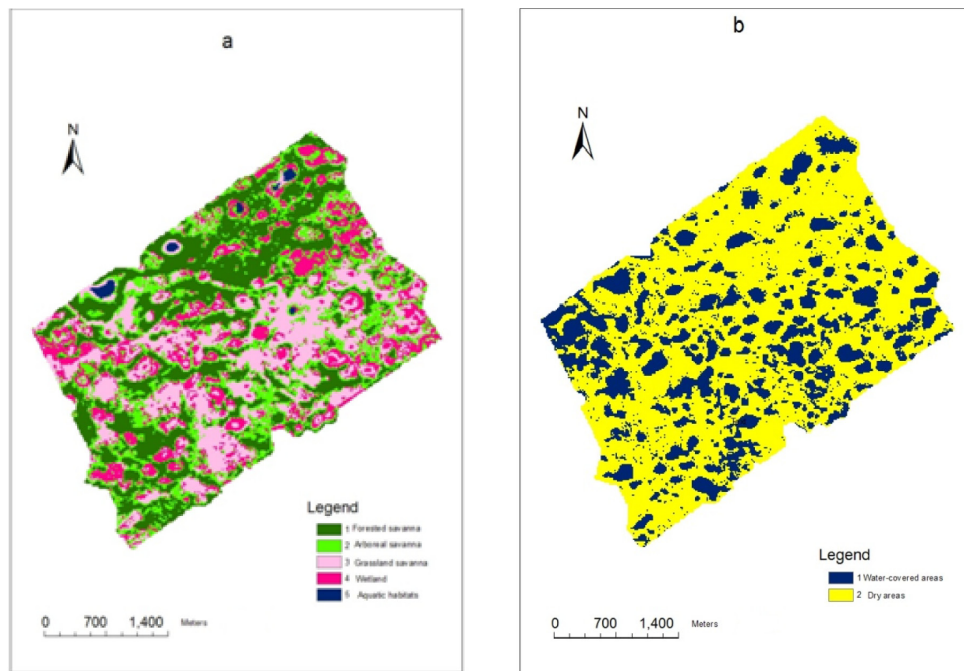 a
N
Legend
1 Forested savanna
2 Arboreal savanna
3 Grassland savanna
4 Wetland
5 Aquatic habitats
0 700 1,400 Meters
b
N
Legend
1 Water-covered areas
2 Dry areas
0 700 1,400 Meters